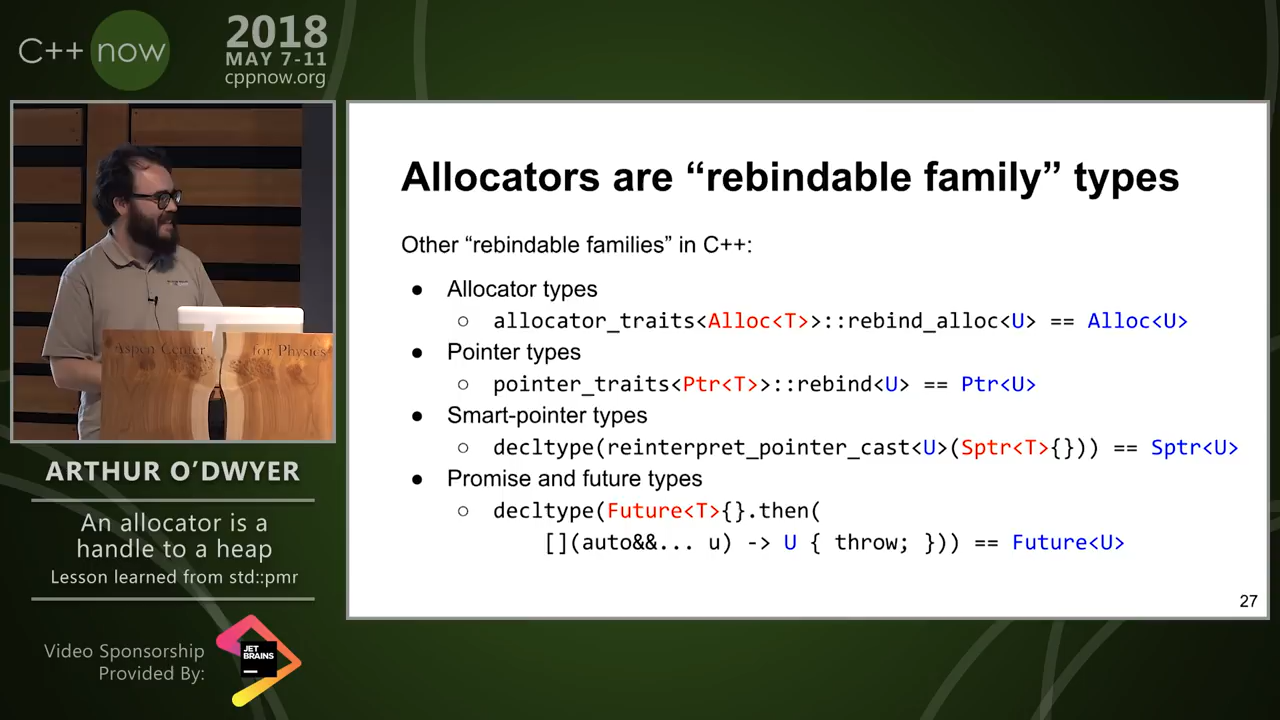 C++ now
2018
MAY 7-11
cppnow.org
Aspen Center for Physics
ARTHUR O'DWYER
An allocator is a
handle to a heap
Lesson learned from std::pmr
Video Sponsorship
Provided By:
JET
BRAINS
Allocators are “rebindable family” types
Other “rebindable families” in C++:
● Allocator types
○ allocator_traits<Alloc<T>>::rebind_alloc<U> == Alloc<U>
● Pointer types
○ pointer_traits<Ptr<T>>::rebind<U> == Ptr<U>
● Smart-pointer types
○ decltype(reinterpret_pointer_cast<U>(Sptr<T>{})) == Sptr<U>
● Promise and future types
○ decltype(Future<T>{}.then(
[](auto&&... u) -> U { throw; })) == Future<U>
27